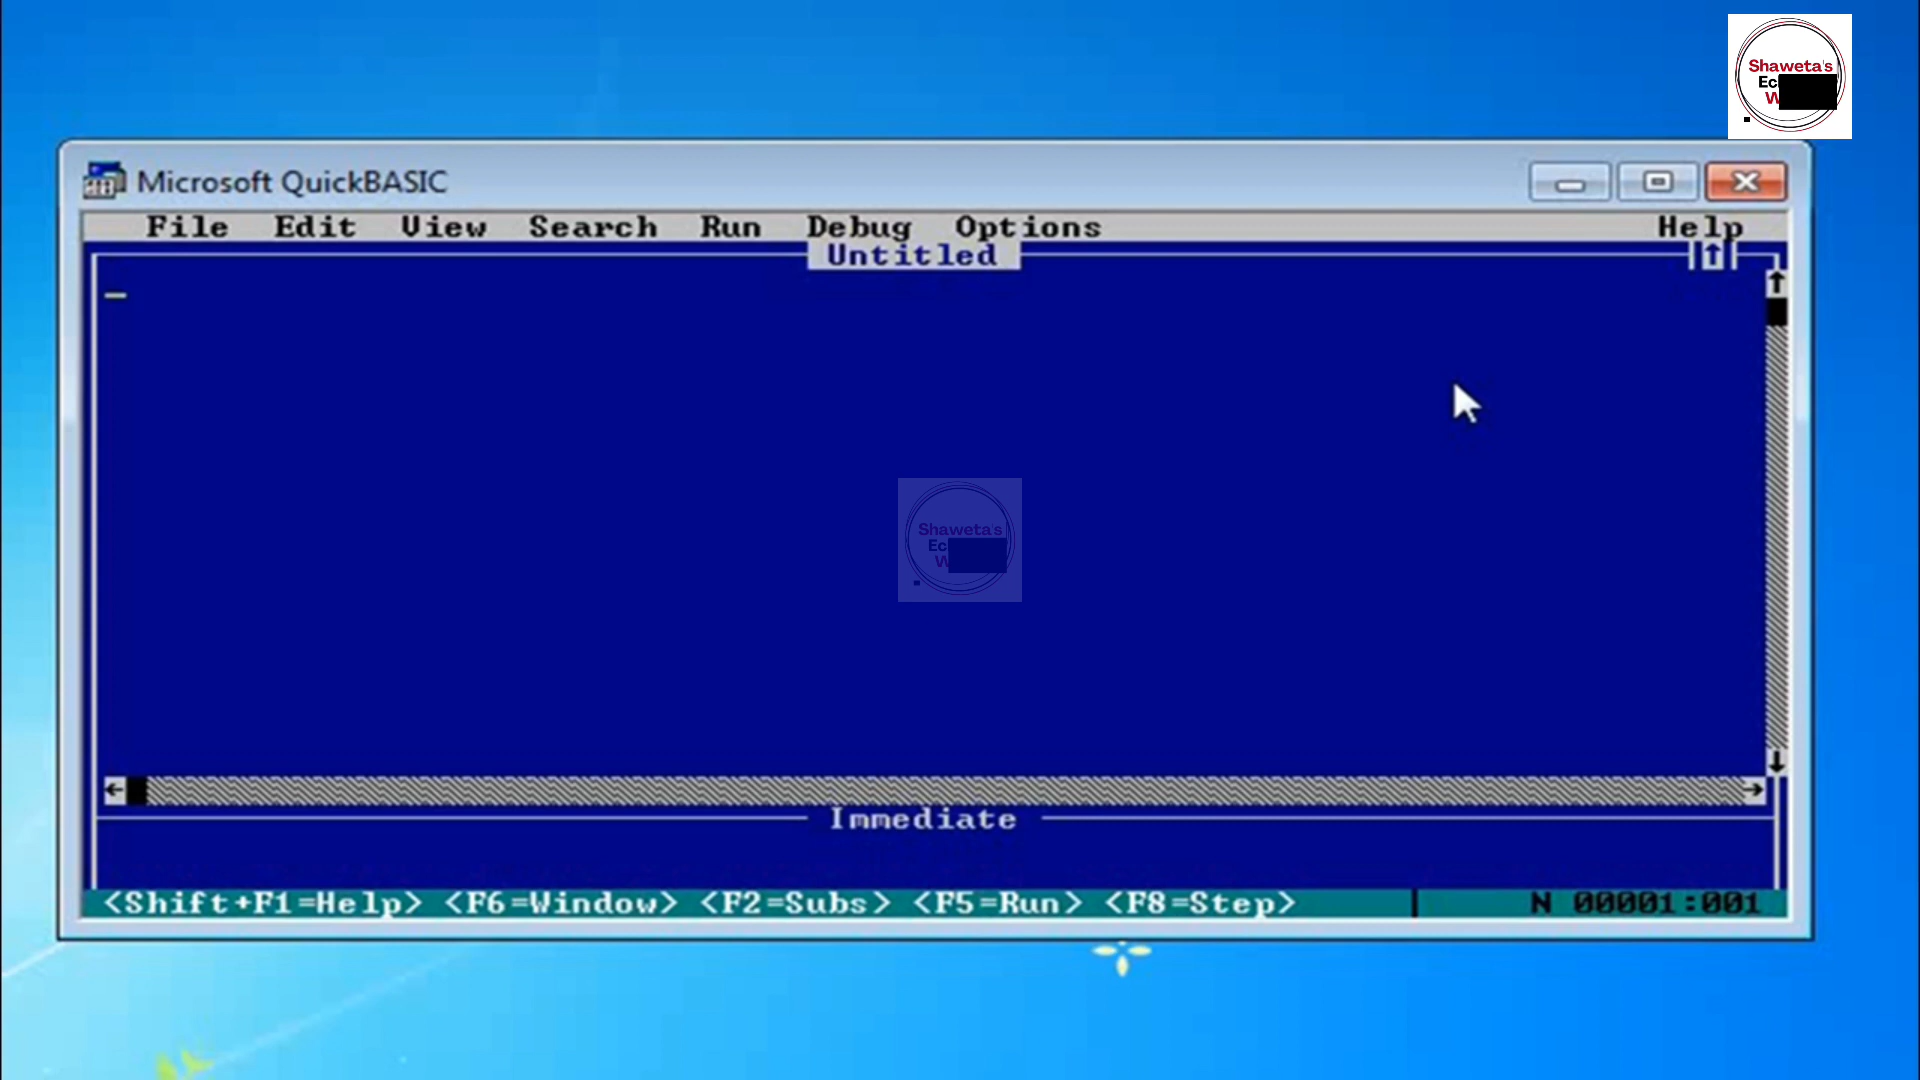 Shaweta's
Microsoft QuickBASIC
File Edit View Search Run Debug Options Help
Untitled
Shaweta's
Immediate
<Shift+F1=Help> <F6=Window> <F2=Subs> <F5=Run> <F8=Step> N 00001:001